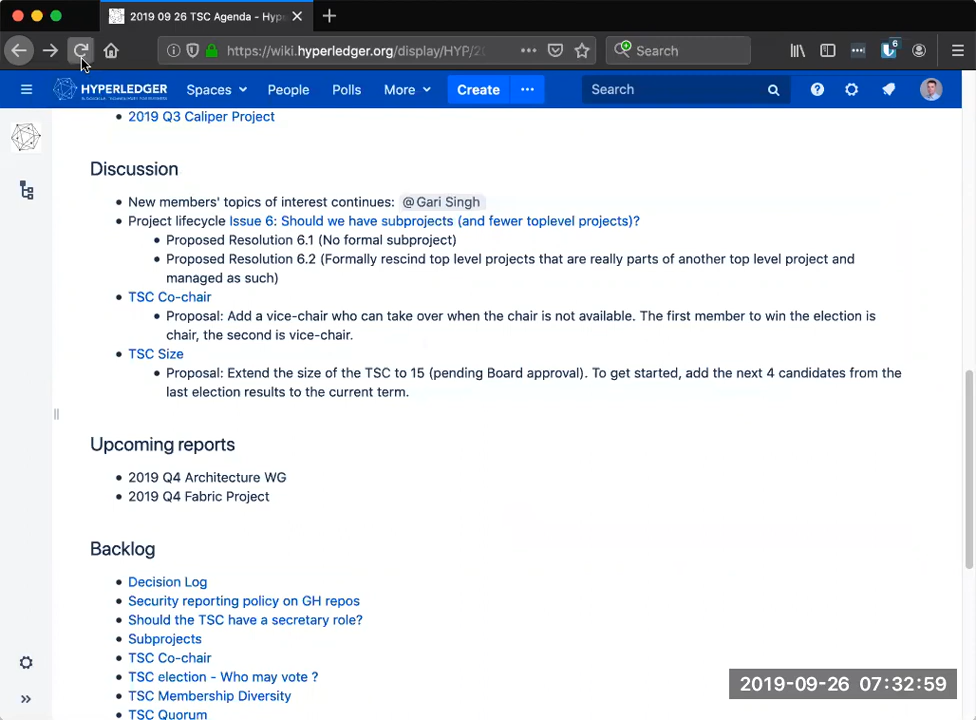 2019 09 26 TSC Agenda - Hyp
https://wiki.hyperledger.org/display/HYP/20
Search
6
HYPERLEDGER
Spaces
People
Polls
More
Create
Search
2019 Q3 Caliper Project
Discussion
New members' topics of interest continues: @Gari Singh
Project lifecycle Issue 6: Should we have subprojects (and fewer toplevel projects)?
Proposed Resolution 6.1 (No formal subproject)
Proposed Resolution 6.2 (Formally rescind top level projects that are really parts of another top level project and
managed as such)
TSC Co-chair
Proposal: Add a vice-chair who can take over when the chair is not available. The first member to win the election is
chair, the second is vice-chair.
TSC Size
Proposal: Extend the size of the TSC to 15 (pending Board approval). To get started, add the next 4 candidates from the
last election results to the current term.
Upcoming reports
2019 Q4 Architecture WG
2019 Q4 Fabric Project
Backlog
Decision Log
Security reporting policy on GH repos
Should the TSC have a secretary role?
Subprojects
TSC Co-chair
TSC election - Who may vote ?
TSC Membership Diversity
TSC Quorum
2019-09-26 07:32:59